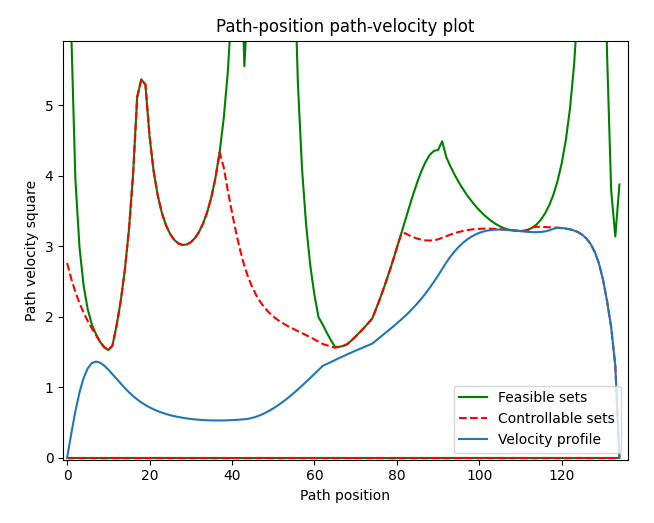 Path-position path-velocity plot
Path velocity square
5
4
3
2
1
0
0 20 40 60 80 100 120
Path position
Feasible sets
Controllable sets
Velocity profile